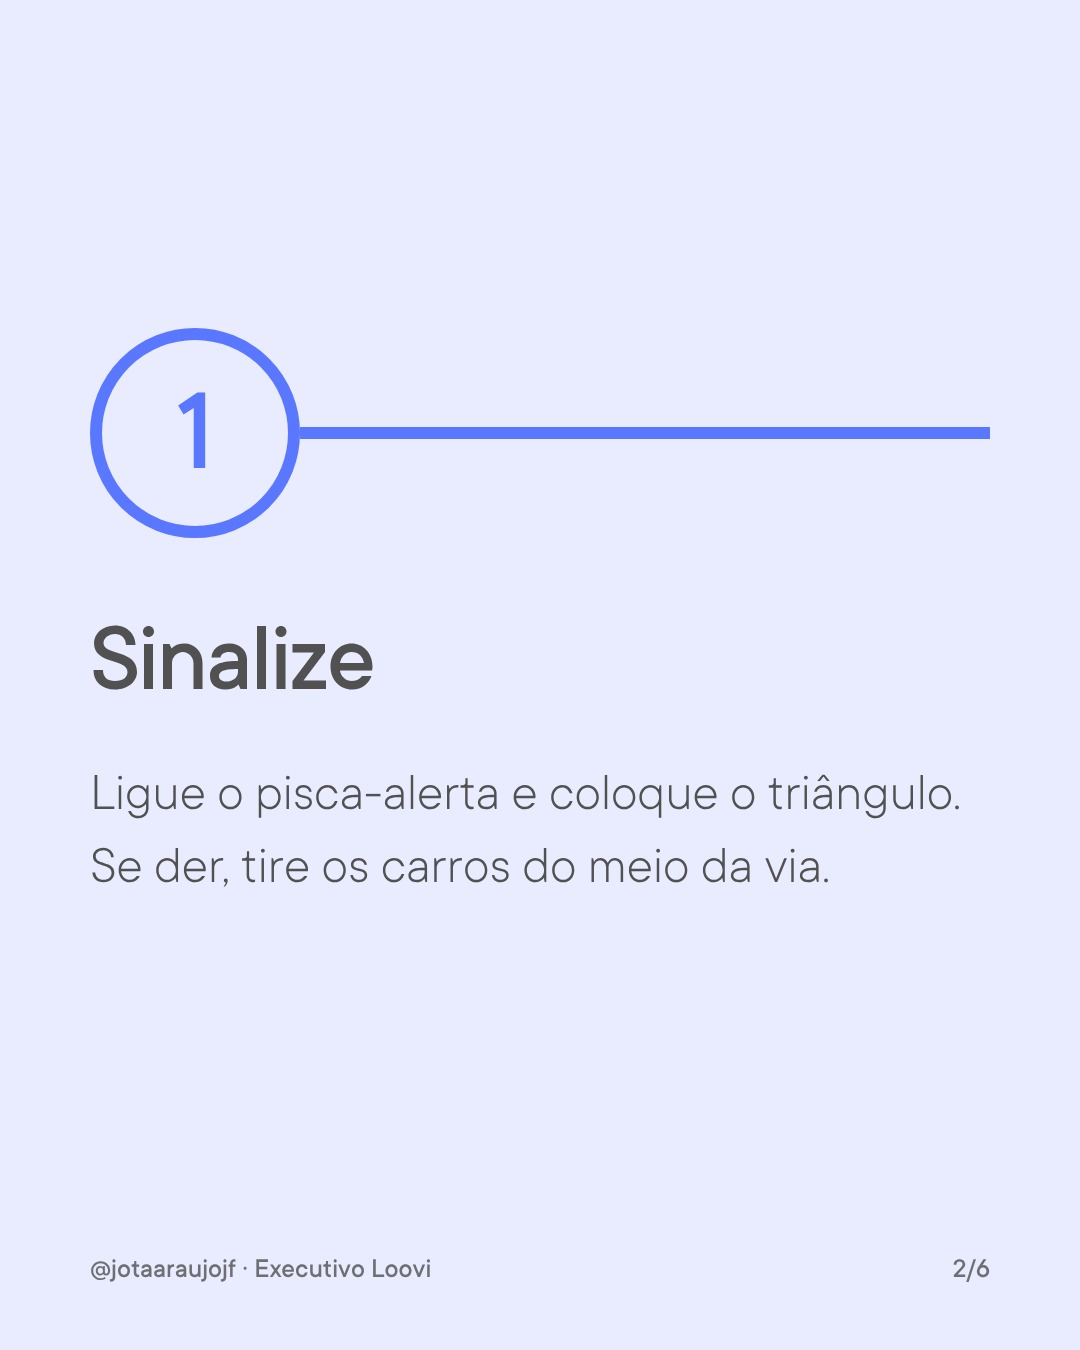 1
Sinalize
Ligue o pisca-alerta e coloque o triângulo.
Se der, tire os carros do meio da via.
@jotaaraujojf · Executivo Loovi
2/6